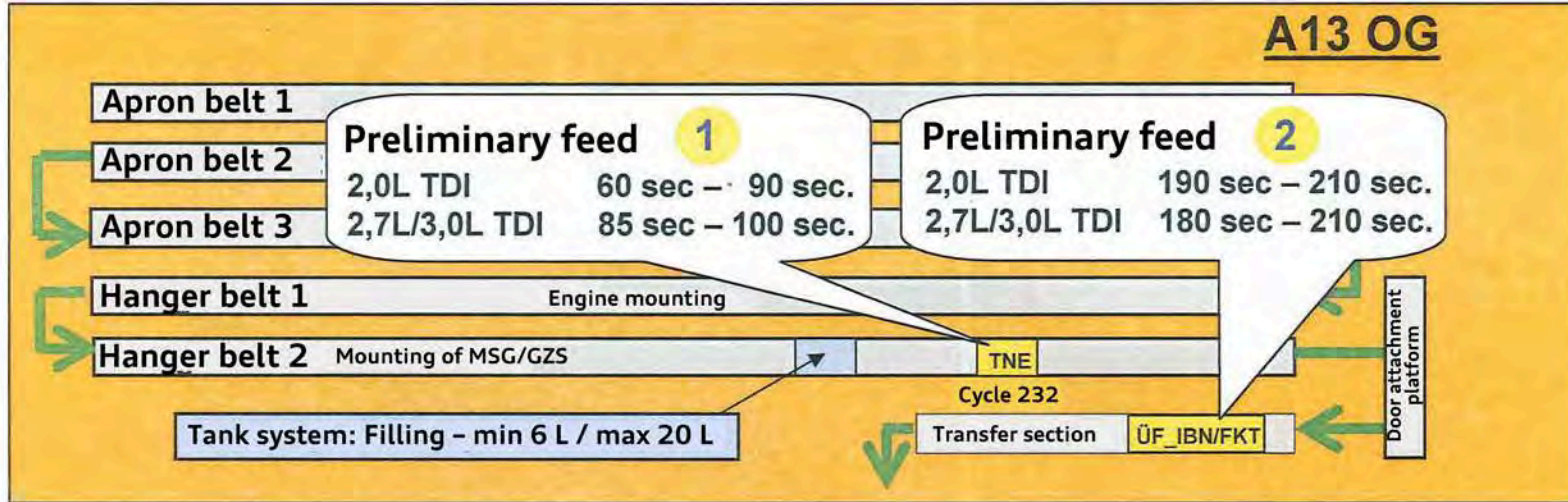 A13 OG
Apron belt 1
Apron belt 2
Apron belt 3
Preliminary feed 1
2,0L TDI 60 sec – 90 sec.
2,7L/3,0L TDI 85 sec – 100 sec.
Preliminary feed 2
2,0L TDI 190 sec – 210 sec.
2,7L/3,0L TDI 180 sec – 210 sec.
Hanger belt 1 Engine mounting
Hanger belt 2 Mounting of MSG/GZS TNE
Cycle 232
Door attachment
platform
Tank system: Filling – min 6 L / max 20 L
Transfer section ÜF_IBN/FKT